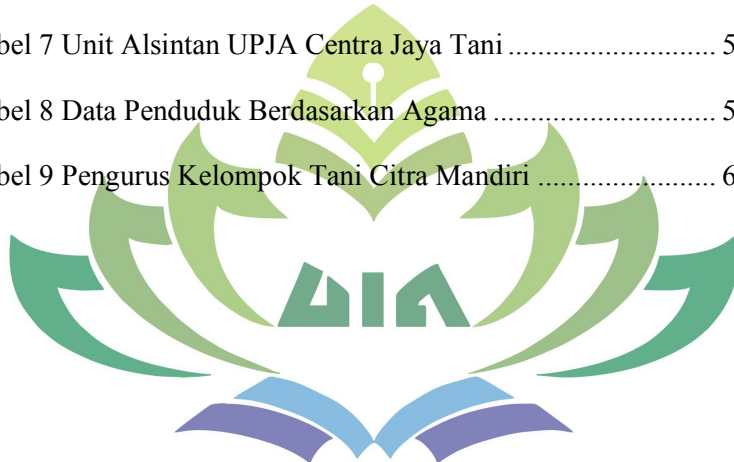 bel 7 Unit Alsintan UPJA Centra Jaya Tani ........................... 5
bel 8 Data Penduduk Berdasarkan Agama ............................. 5
bel 9 Pengurus Kelompok Tani Citra Mandiri ....................... 6
UIN